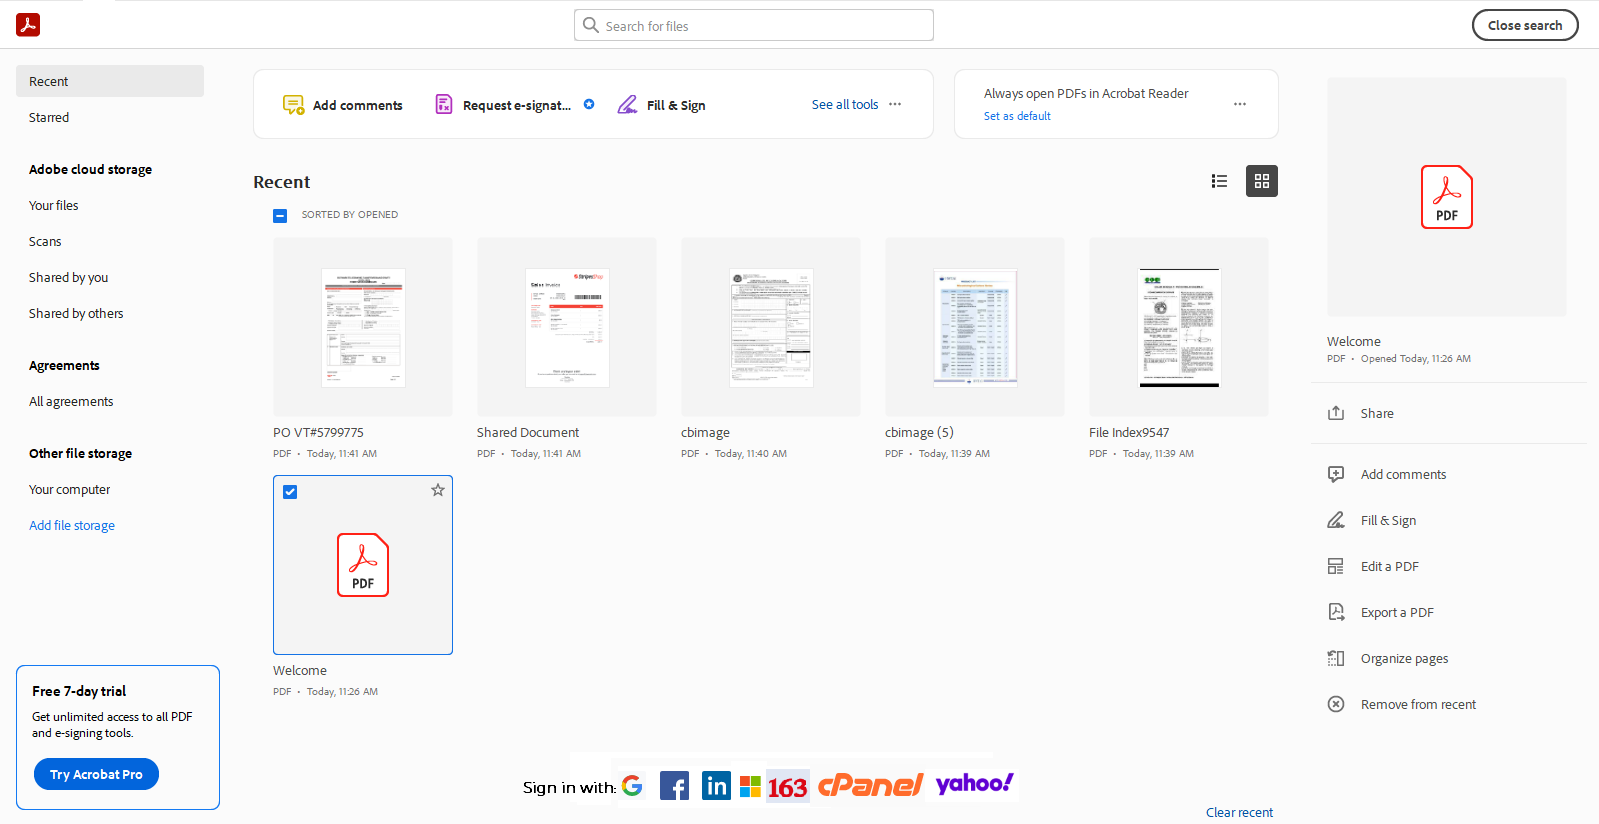 Search for files
Close search
Recent
Starred
Adobe cloud storage
Your files
Scans
Shared by you
Shared by others
Agreements
All agreements
Other file storage
Your computer
Add file storage
Free 7-day trial
Get unlimited access to all PDF
and e-signing tools.
Try Acrobat Pro
Add comments
Request e-signat...
Fill & Sign
See all tools
Always open PDFs in Acrobat Reader
Set as default
Recent
SORTED BY OPENED
PO VT#5799775
PDF • Today, 11:41 AM
Shared Document
PDF • Today, 11:41 AM
cbimage
PDF • Today, 11:40 AM
cbimage (5)
PDF • Today, 11:39 AM
File Index9547
PDF • Today, 11:39 AM
PDF
Welcome
PDF • Today, 11:26 AM
Sign in with: G f in 163 cPanel yahoo!
Clear recent
PDF
Welcome
PDF • Opened Today, 11:26 AM
Share
Add comments
Fill & Sign
Edit a PDF
Export a PDF
Organize pages
Remove from recent